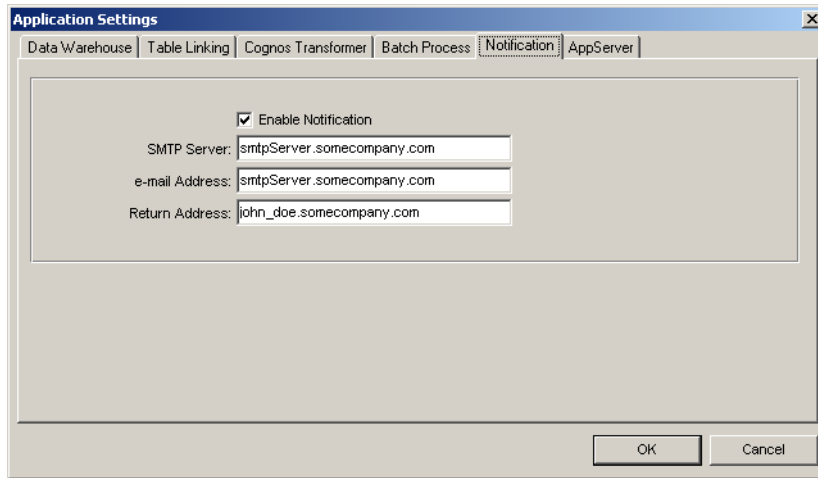 Application Settings
Data Warehouse Table Linking Cognos Transformer Batch Process Notification AppServer
Enable Notification
SMTP Server: smtpServer.somecompany.com
e-mail Address: smtpServer.somecompany.com
Return Address: john_doe.somecompany.com
OK Cancel